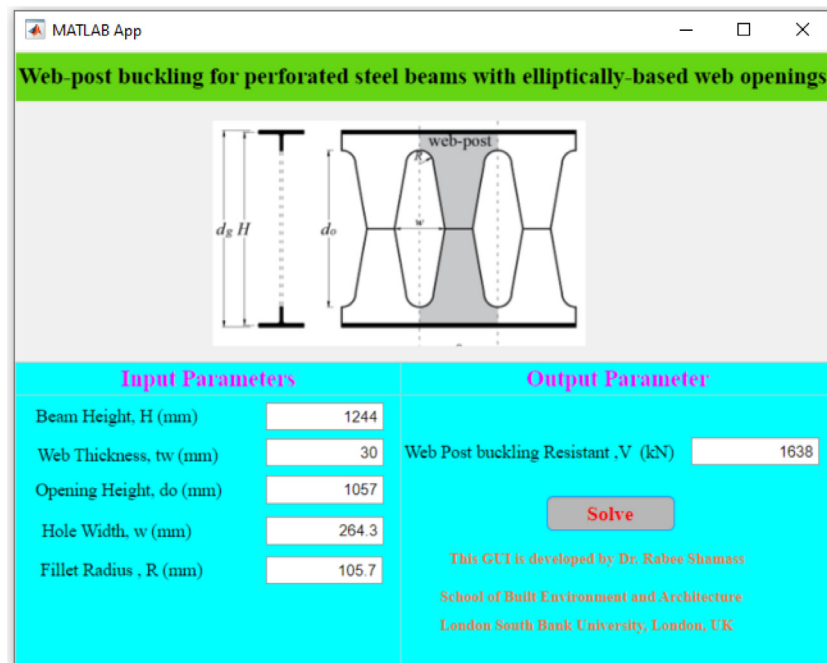 MATLAB App
Web-post buckling for perforated steel beams with elliptically-based web openings
web-post
R
dg H
do
w
Input Parameters
Output Parameter
Beam Height, H (mm)
1244
Web Thickness, tw (mm)
30
Web Post buckling Resistant ,V (kN)
1638
Opening Height, do (mm)
1057
Solve
Hole Width, w (mm)
264.3
This GUI is developed by Dr. Rabee Shamass
Fillet Radius , R (mm)
105.7
School of Built Environment and Architecture
London South Bank University, London, UK